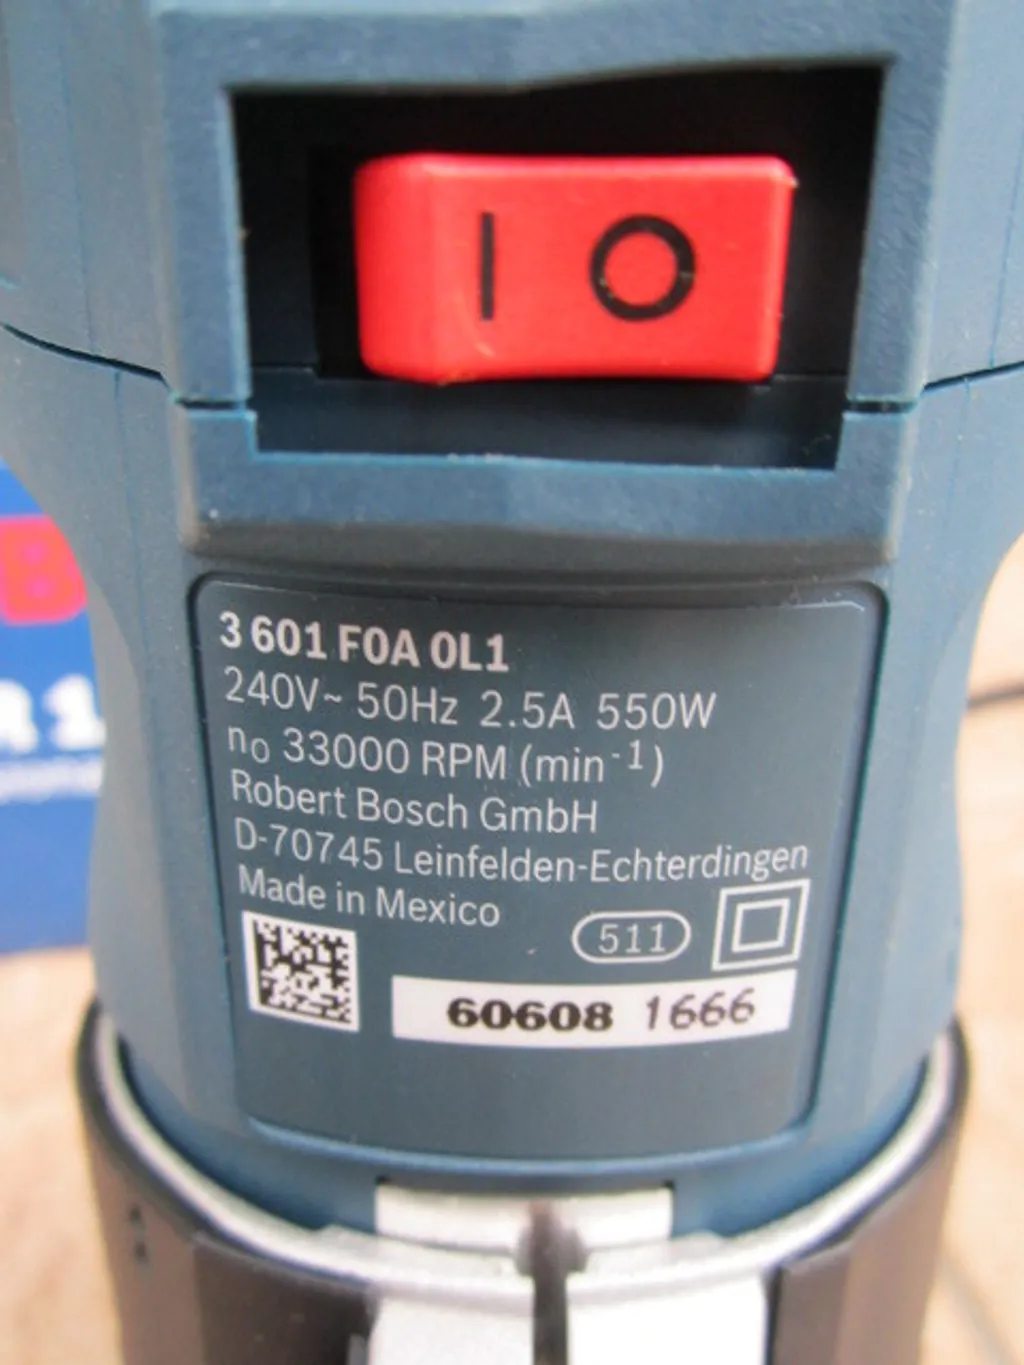 I O
3 601 F0A 0L1
240V~ 50Hz 2.5A 550W
n₀ 33000 RPM (min⁻¹)
Robert Bosch GmbH
D-70745 Leinfelden-Echterdingen
Made in Mexico
511
60608 1666
B
R1